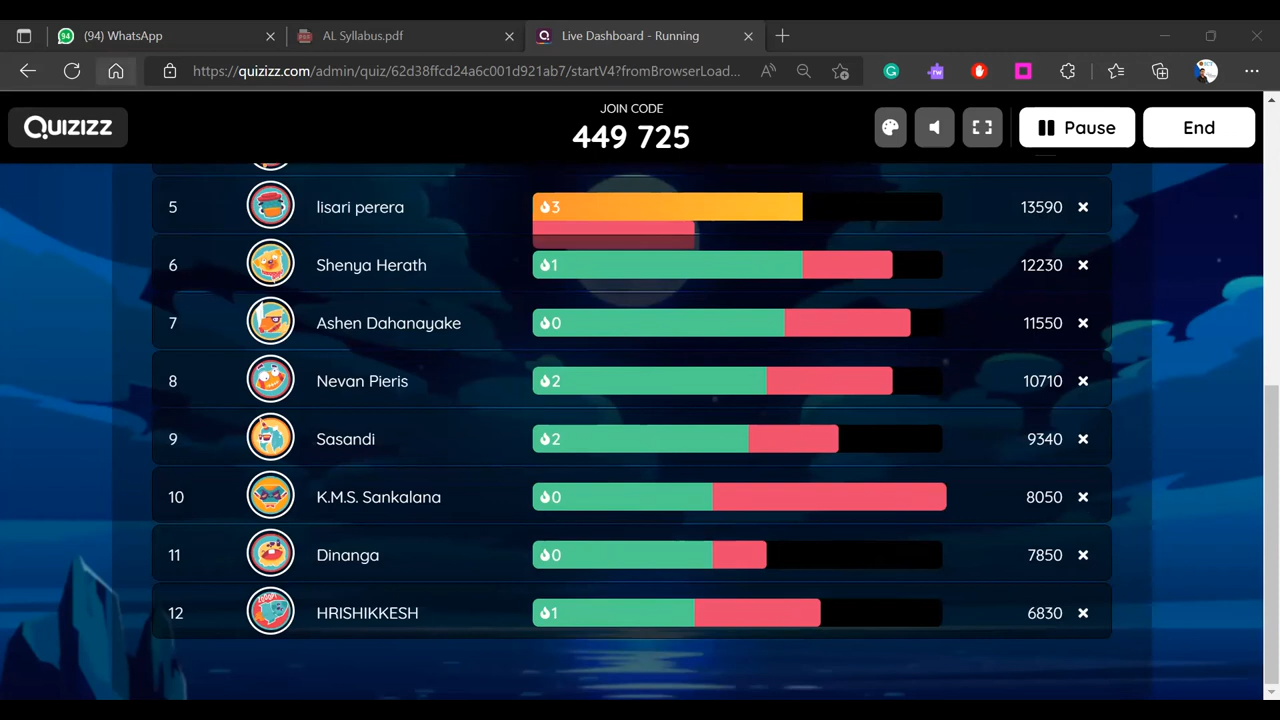 94
(94) WhatsApp
PDF
AL Syllabus.pdf
Live Dashboard - Running
https://quizizz.com/admin/quiz/62d38ffcd24a6c001d921ab7/startV4?fromBrowserLoad...
rw
Quizizz
JOIN CODE
449 725
Pause
End
5 lisari perera 3 13590
6 Shenya Herath 1 12230
7 Ashen Dahanayake 0 11550
8 Nevan Pieris 2 10710
9 Sasandi 2 9340
10 K.M.S. Sankalana 0 8050
11 Dinanga 0 7850
12 HRISHIKKESH 1 6830